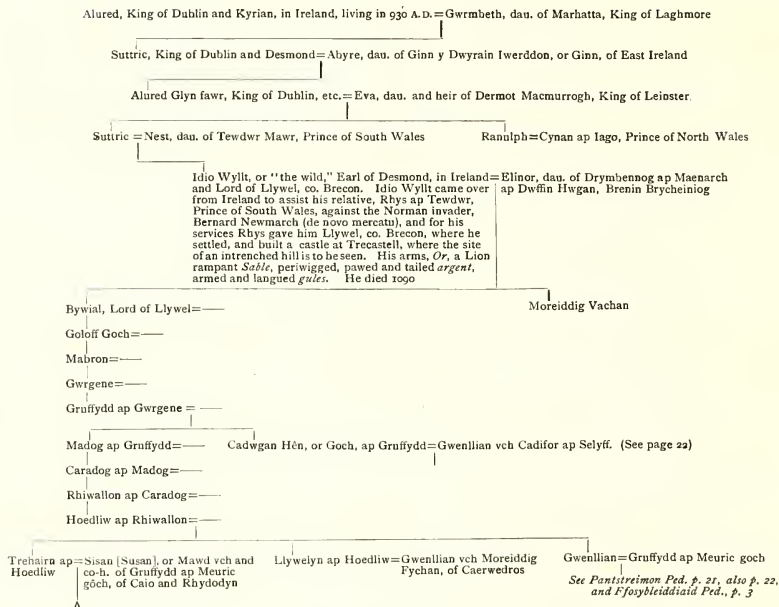 Alured, King of Dublin and Kyrian, in Ireland, living in 930 A.D.=Gwrmbeth, dau. of Marhatta, King of Laghmore
Suttric, King of Dublin and Desmond=Abyre, dau. of Ginn y Dwyrain Iwerddon, or Ginn, of East Ireland
Alured Glyn fawr, King of Dublin, etc.=Eva, dau. and heir of Dermot Macmurrogh, King of Leinster
Suttric =Nest, dau. of Tewdwr Mawr, Prince of South Wales Ranulph=Cynan ap Iago, Prince of North Wales
Idio Wyllt, or "the wild," Earl of Desmond, in Ireland=Elinor, dau. of Drymbennog ap Maenarch
and Lord of Llywel, co. Brecon. Idio Wyllt came over ap Dwffin Hwgan, Brenin Brycheiniog
from Ireland to assist his relative, Rhys ap Tewdwr,
Prince of South Wales, against the Norman invader,
Bernard Newmarch (de novo mercatu), and for his
services Rhys gave him Llywel, co. Brecon, where he
settled, and built a castle at Trecastell, where the site
of an intrenched hill is to be seen. His arms, Or, a Lion
rampant Sable, periwigged, pawed and tailed argent,
armed and langued gules. He died 1090
Bywial, Lord of Llywel=—— Moreiddig Vachan
Goloff Goch=——
Mabron=——
Gwrgene=——
Gruffydd ap Gwrgene = ——
Madog ap Gruffydd=—— Cadwgan Hên, or Goch, ap Gruffydd=Gwenllian vch Cadifor ap Selyff. (See page 22)
Caradog ap Madog=——
Rhiwallon ap Caradog=——
Hoedliw ap Rhiwallon=——
Trehairn ap=Sisan [Susan], or Mawd vch and Llywelyn ap Hoedliw=Gwenllian vch Moreiddig Gwenllian=Gruffydd ap Meuric goch
Hoedliw co-h. of Gruffydd ap Meuric Fychan, of Caerwedros See Pantstreimon Ped. p. 21, also p. 22,
gôch, of Caio and Rhydodyn and Ffosybleiddiaid Ped., p. 3
A